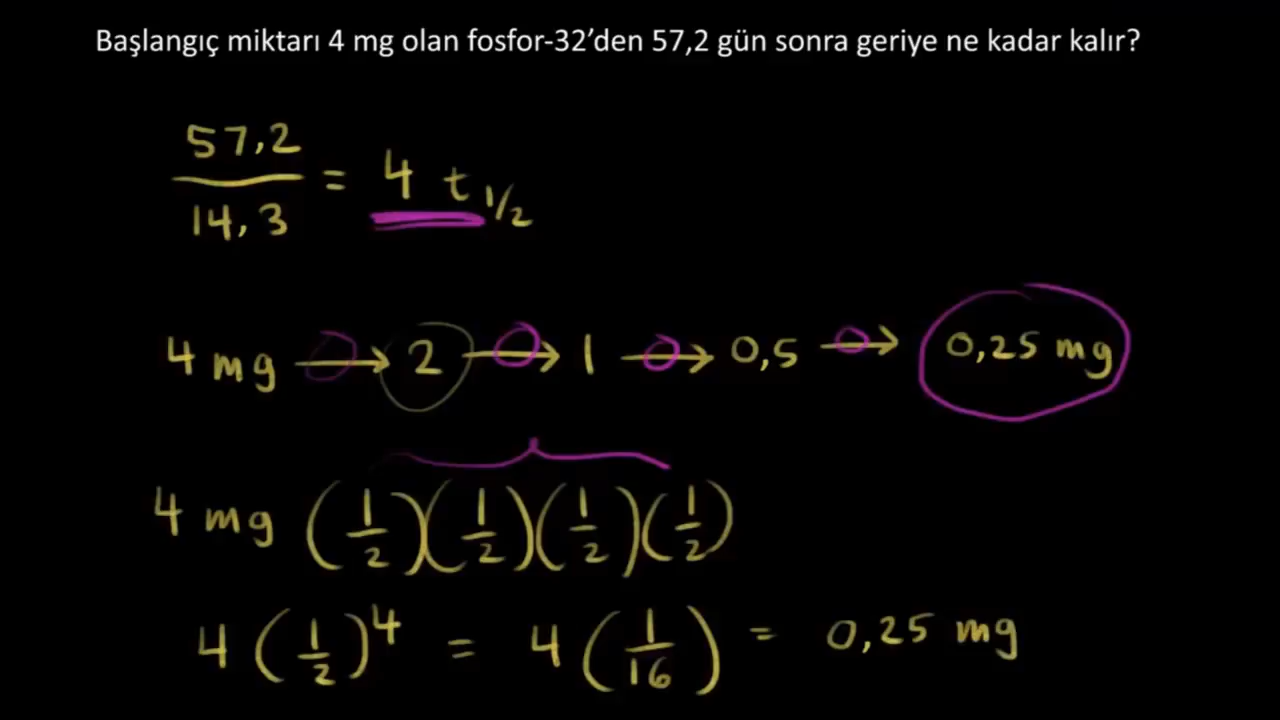 Başlangıç miktarı 4 mg olan fosfor-32’den 57,2 gün sonra geriye ne kadar kalır?
57,2 / 14,3 = 4 t 1/2
4 mg → 2 → 1 → 0,5 → 0,25 mg
4 mg (1/2)(1/2)(1/2)(1/2)
4 (1/2)^4 = 4 (1/16) = 0,25 mg